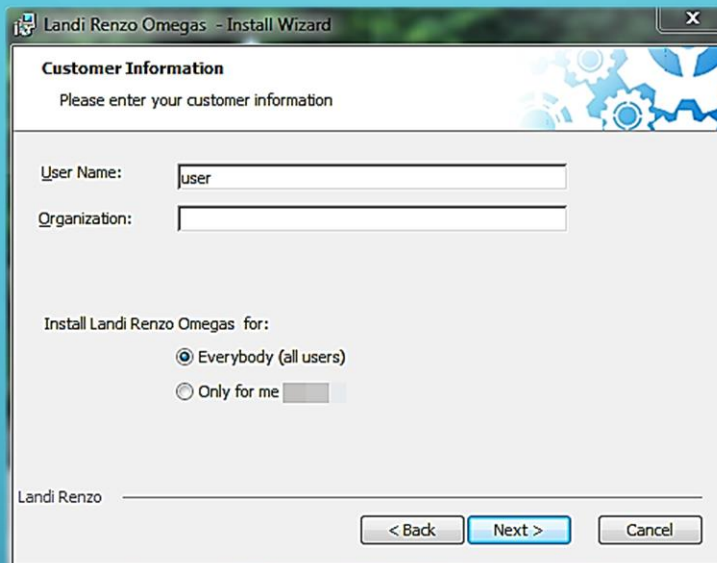 Landi Renzo Omegas - Install Wizard
X
Customer Information
Please enter your customer information
User Name:
user
Organization:
Install Landi Renzo Omegas for:
Everybody (all users)
Only for me
Landi Renzo
< Back Next > Cancel